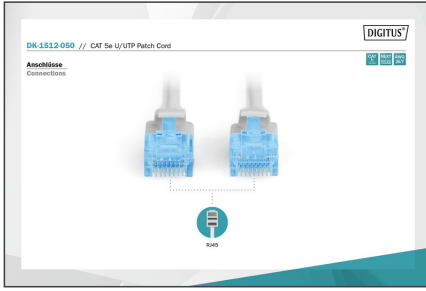 DIGITUS®
DK-1512-050 // CAT 5e U/UTP Patch Cord
Anschlüsse
Connections
RJ45